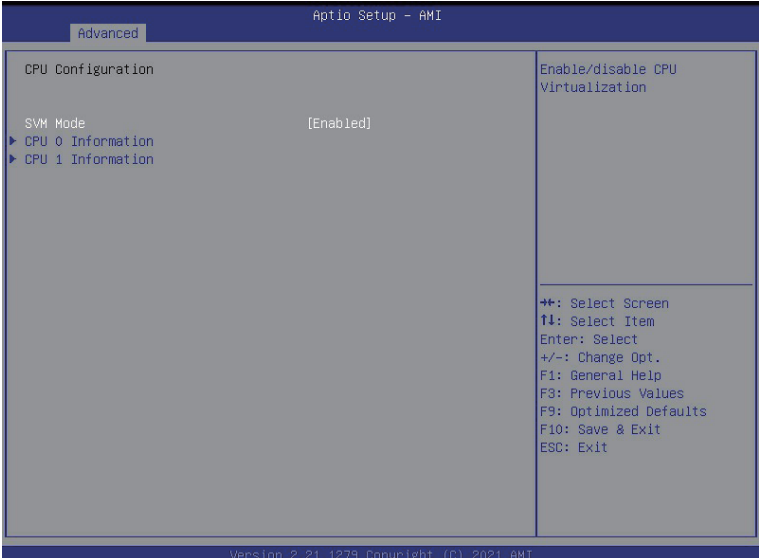 Aptio Setup – AMI
Advanced
CPU Configuration
SVM Mode [Enabled]
CPU 0 Information
CPU 1 Information
Enable/disable CPU
Virtualization
→←: Select Screen
↑↓: Select Item
Enter: Select
+/-: Change Opt.
F1: General Help
F3: Previous Values
F9: Optimized Defaults
F10: Save & Exit
ESC: Exit
Version 2.21.1279 Copyright (C) 2021 AMI